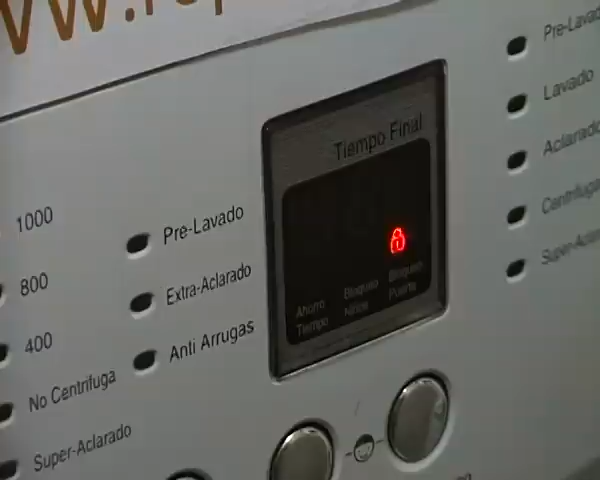 1000
800
400
No Centrifuga
Super-Aclarado
Pre-Lavado
Extra-Aclarado
Anti Arrugas
Tiempo Final
Ahorro
Tiempo
Bloqueo
Niños
Bloqueo
Puerta
Pre-Lavado
Lavado
Aclarado
Centrifuga